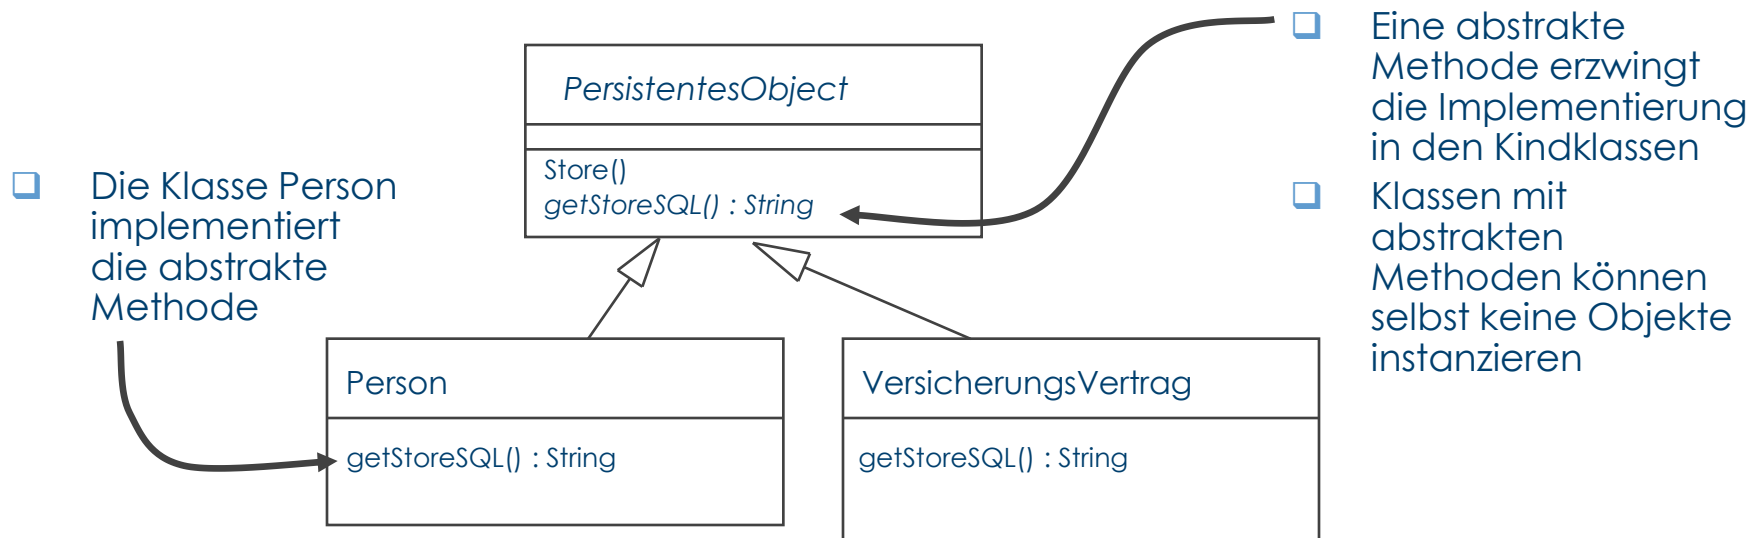 Die Klasse Person
implementiert
die abstrakte
Methode
PersistentesObject
Store()
getStoreSQL() : String
Person
getStoreSQL() : String
VersicherungsVertrag
getStoreSQL() : String
Eine abstrakte
Methode erzwingt
die Implementierung
in den Kindklassen
Klassen mit
abstrakten
Methoden können
selbst keine Objekte
instanzieren